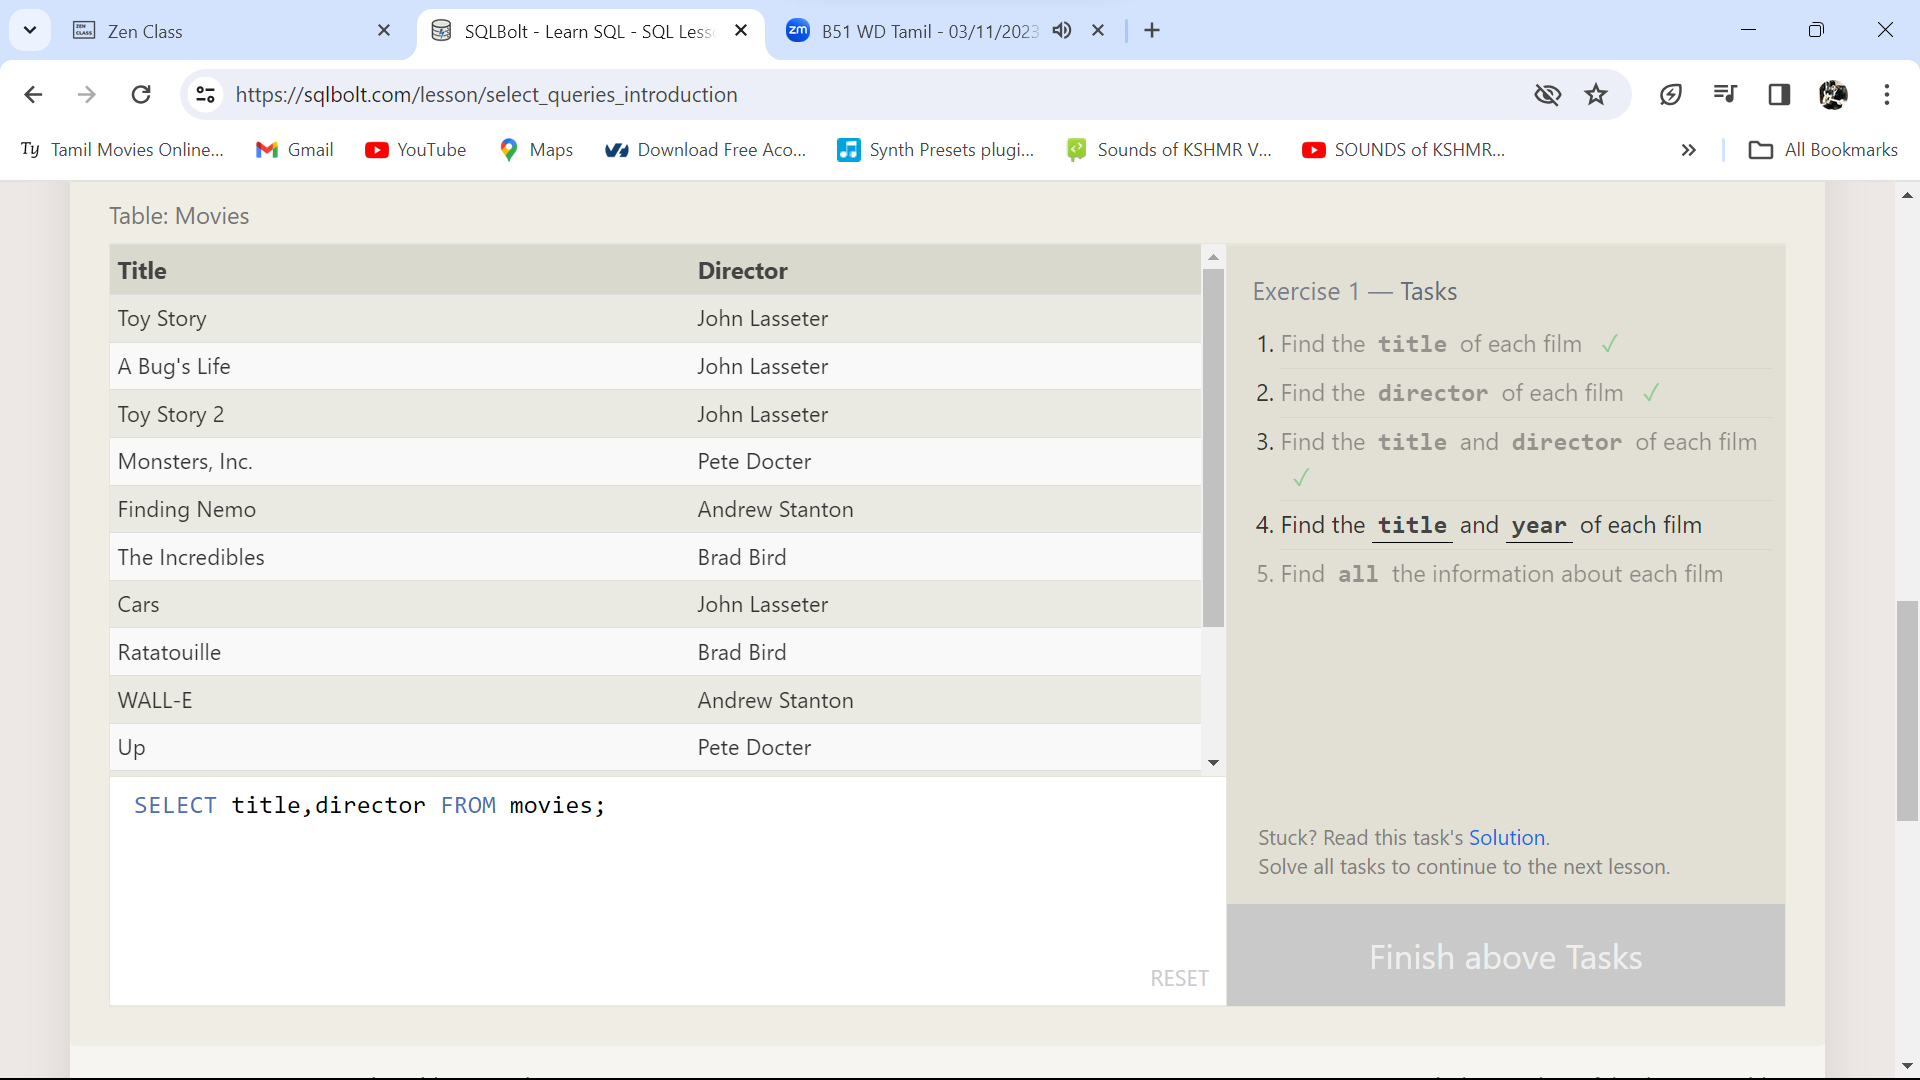 Zen Class
SQLBolt - Learn SQL - SQL Less
zm B51 WD Tamil - 03/11/2023
https://sqlbolt.com/lesson/select_queries_introduction
Ty Tamil Movies Online...
Gmail
YouTube
Maps
Download Free Aco...
Synth Presets plugi...
Sounds of KSHMR V...
SOUNDS of KSHMR...
All Bookmarks
Table: Movies
Title Director
Toy Story John Lasseter
A Bug's Life John Lasseter
Toy Story 2 John Lasseter
Monsters, Inc. Pete Docter
Finding Nemo Andrew Stanton
The Incredibles Brad Bird
Cars John Lasseter
Ratatouille Brad Bird
WALL-E Andrew Stanton
Up Pete Docter
SELECT title,director FROM movies;
RESET
Exercise 1 — Tasks
1. Find the title of each film ✓
2. Find the director of each film ✓
3. Find the title and director of each film
✓
4. Find the title and year of each film
5. Find all the information about each film
Stuck? Read this task's Solution.
Solve all tasks to continue to the next lesson.
Finish above Tasks